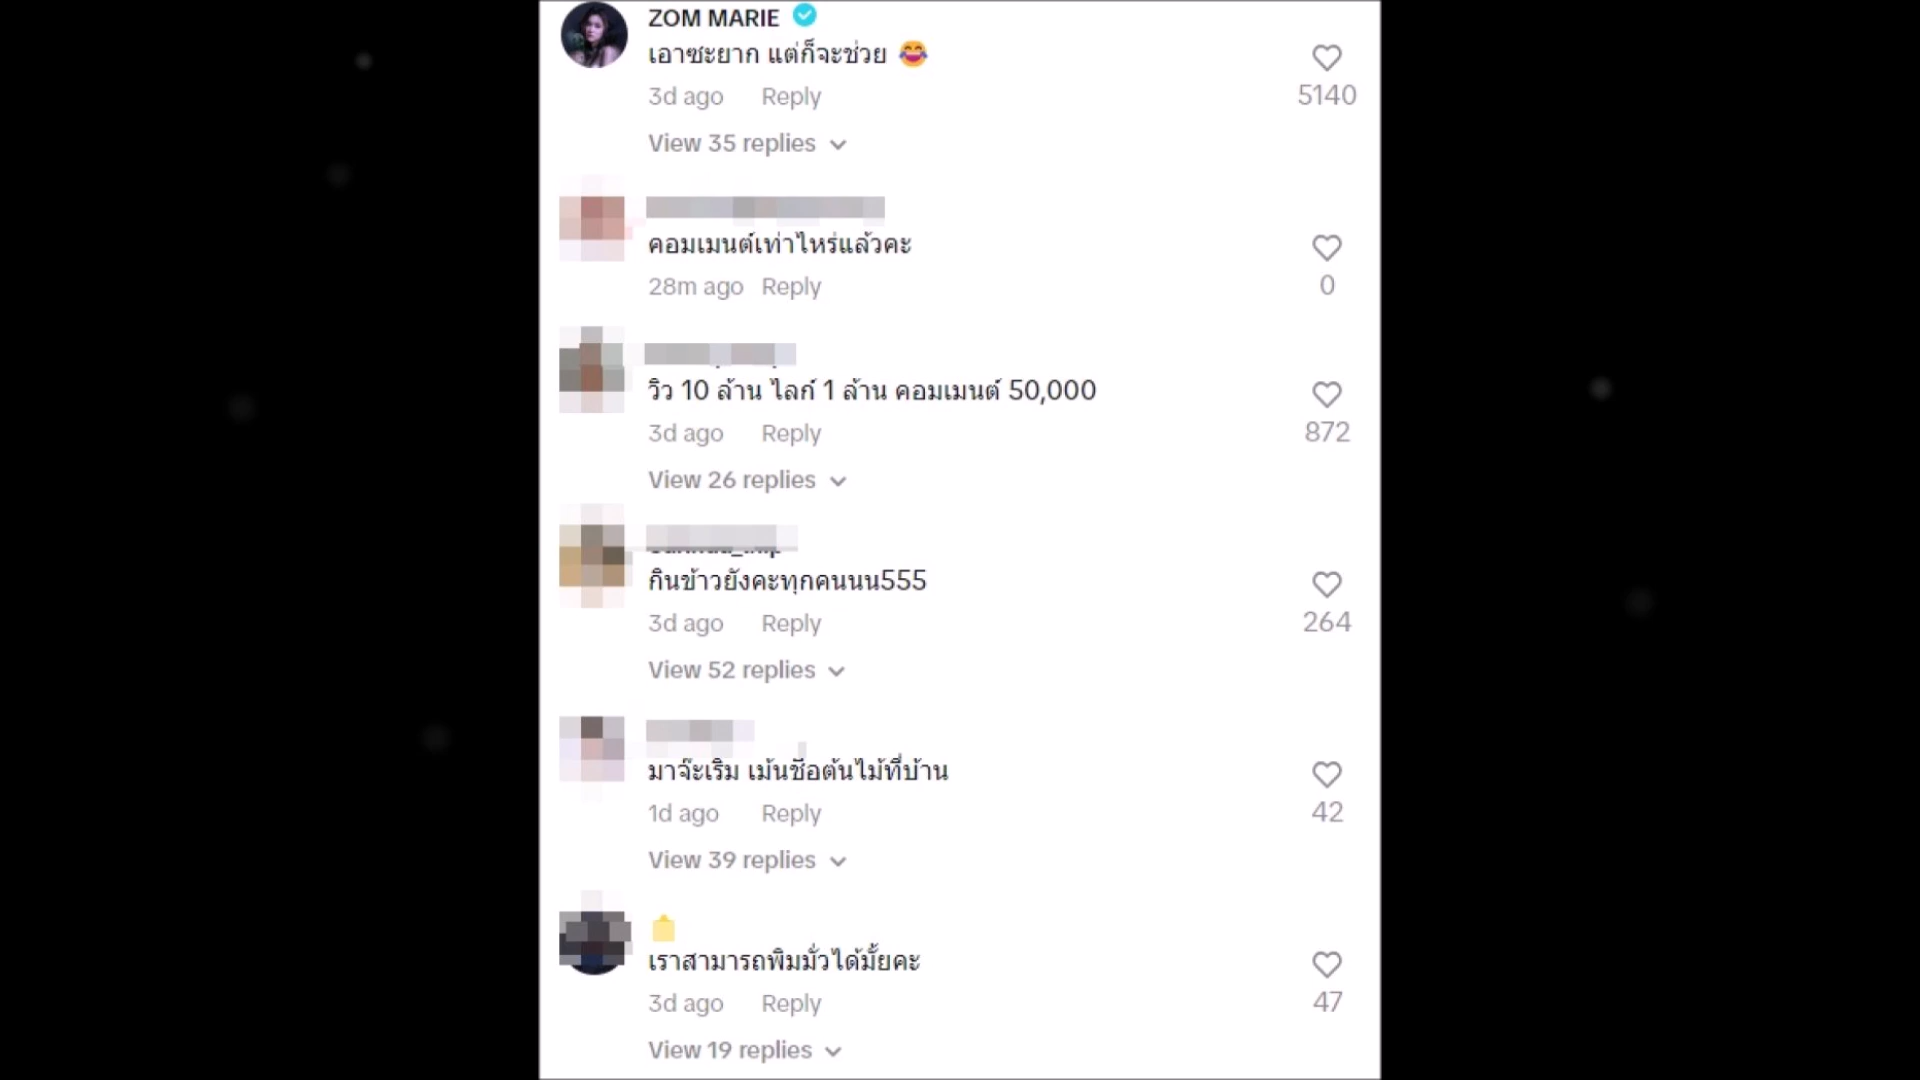 ZOM MARIE
เอาซะยาก แต่ก็จะช่วย 😂
3d ago Reply
5140
View 35 replies
คอมเมนต์เท่าไหร่แล้วคะ
28m ago Reply
0
วิว 10 ล้าน ไลก์ 1 ล้าน คอมเมนต์ 50,000
3d ago Reply
872
View 26 replies
กินข้าวยังคะทุกคนนน555
3d ago Reply
264
View 52 replies
มาจ๊ะเริ่ม เม้นชื่อต้นไม้ที่บ้าน
1d ago Reply
42
View 39 replies
เราสามารถพิมมั่วได้มั้ยคะ
3d ago Reply
47
View 19 replies